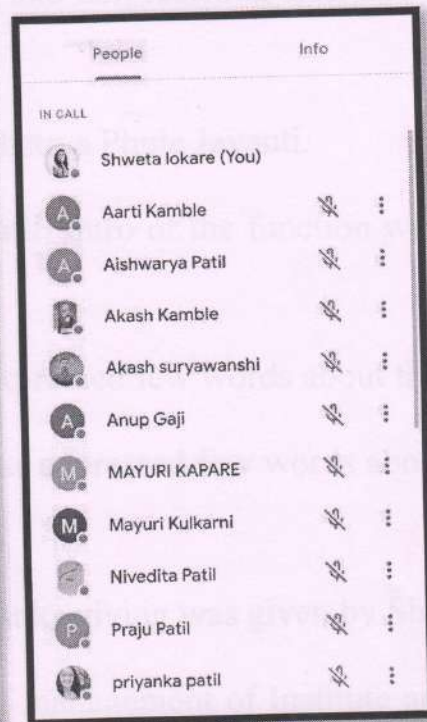 People Info
IN CALL
Shweta lokare (You)
A Aarti Kamble
A Aishwarya Patil
Akash Kamble
Akash suryawanshi
A Anup Gaji
M MAYURI KAPARE
M Mayuri Kulkarni
Nivedita Patil
P Praju Patil
priyanka patil